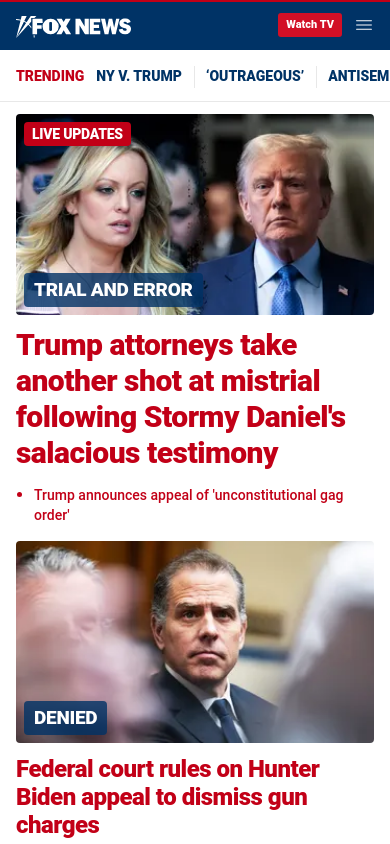 FOX NEWS
Watch TV
TRENDING NY V. TRUMP ‘OUTRAGEOUS’ ANTISEM
LIVE UPDATES
TRIAL AND ERROR
Trump attorneys take
another shot at mistrial
following Stormy Daniel's
salacious testimony
• Trump announces appeal of 'unconstitutional gag
order'
DENIED
Federal court rules on Hunter
Biden appeal to dismiss gun
charges